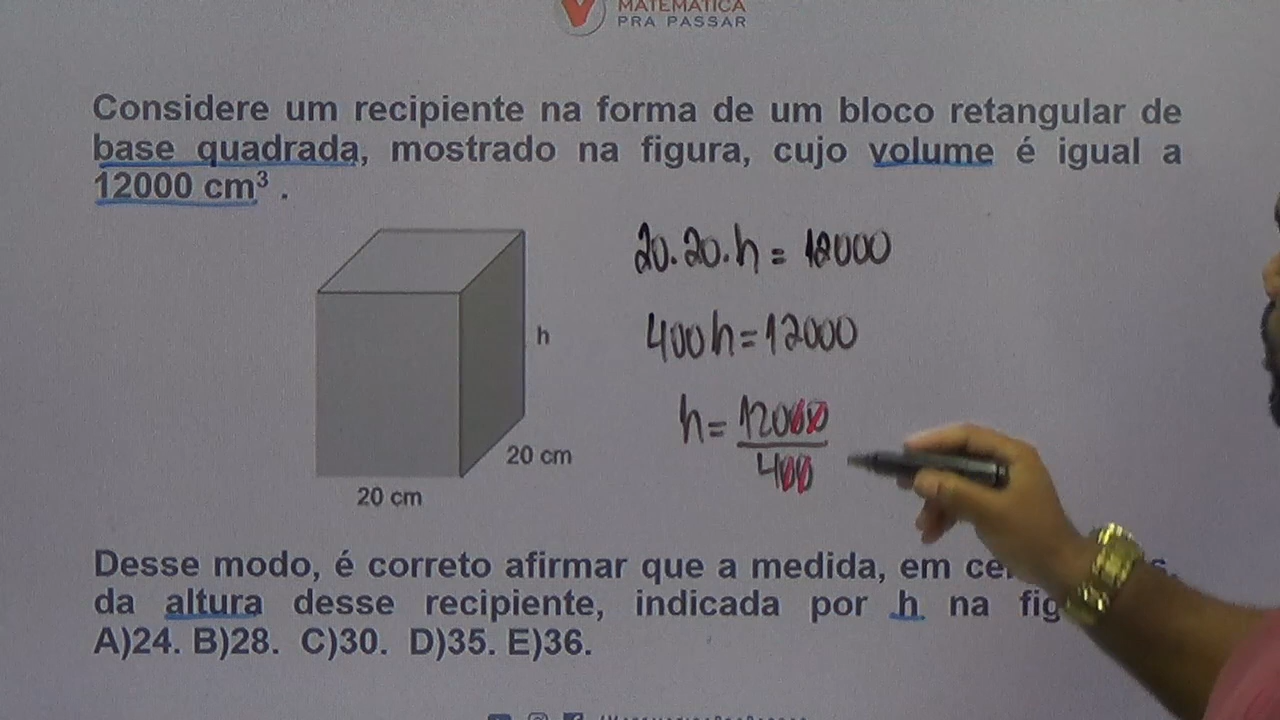 MATEMÁTICA
PRA PASSAR
Considere um recipiente na forma de um bloco retangular de
base quadrada, mostrado na figura, cujo volume é igual a
12000 cm³ .
20.20.h = 12000
400h = 12000
h
h = 12000
400
20 cm
20 cm
Desse modo, é correto afirmar que a medida, em
da altura desse recipiente, indicada por h na
A)24. B)28. C)30. D)35. E)36.